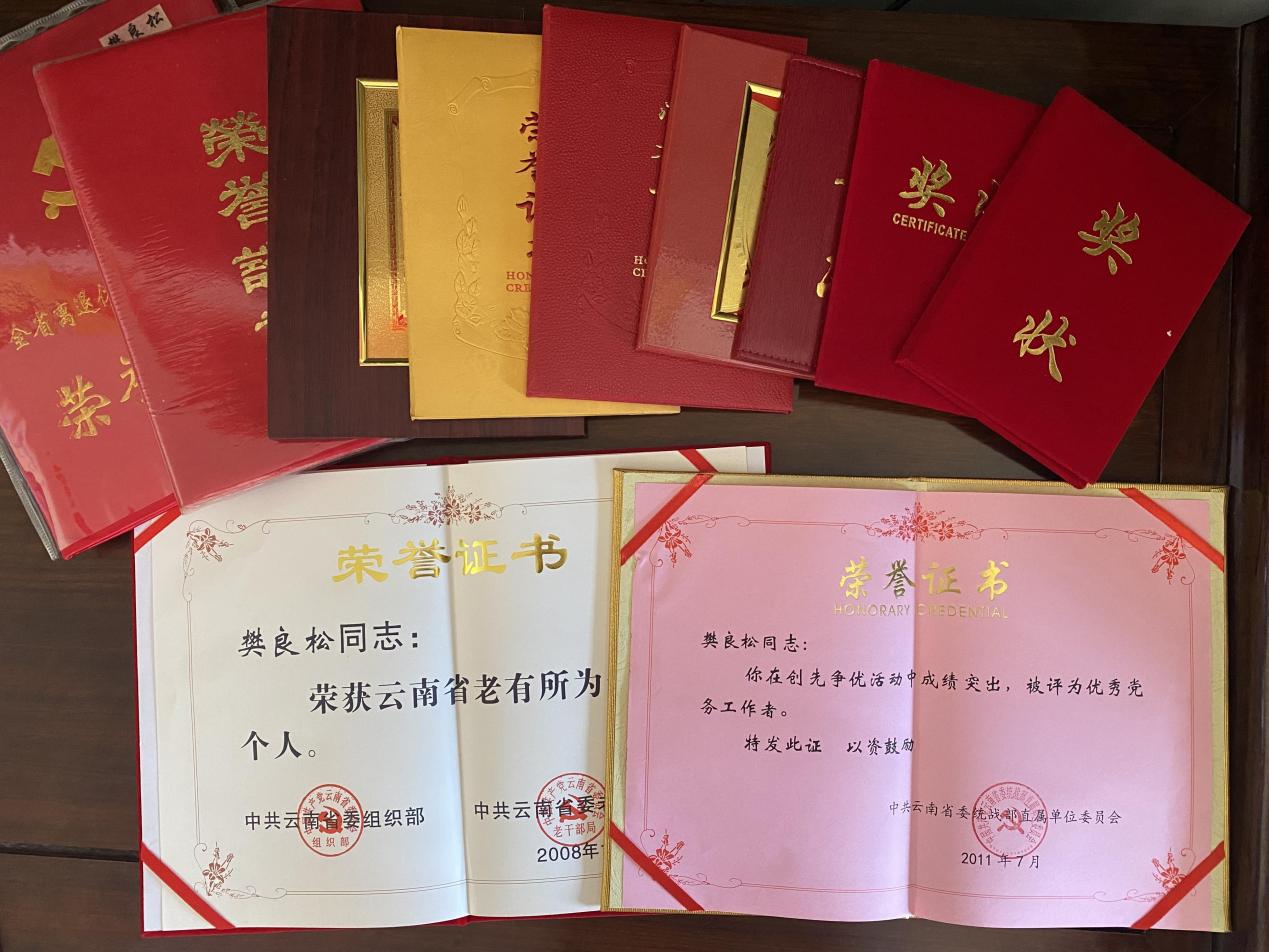 樊良松
全省离退
荣
榮
誉
証
荣
誉
证
奖
CERTIFICATE
奖
状
荣誉证书
樊良松同志：
荣获云南省老有所为
个人。
中共云南省委组织部
中共云南省委老
组织部
老干部局
2008年
荣誉证书
HONORARY CREDENTIAL
樊良松同志：
你在创先争优活动中成绩突出，被评为优秀党
务工作者。
特发此证 以资鼓励
中共云南省委统战部直属单位委员会
2011年7月